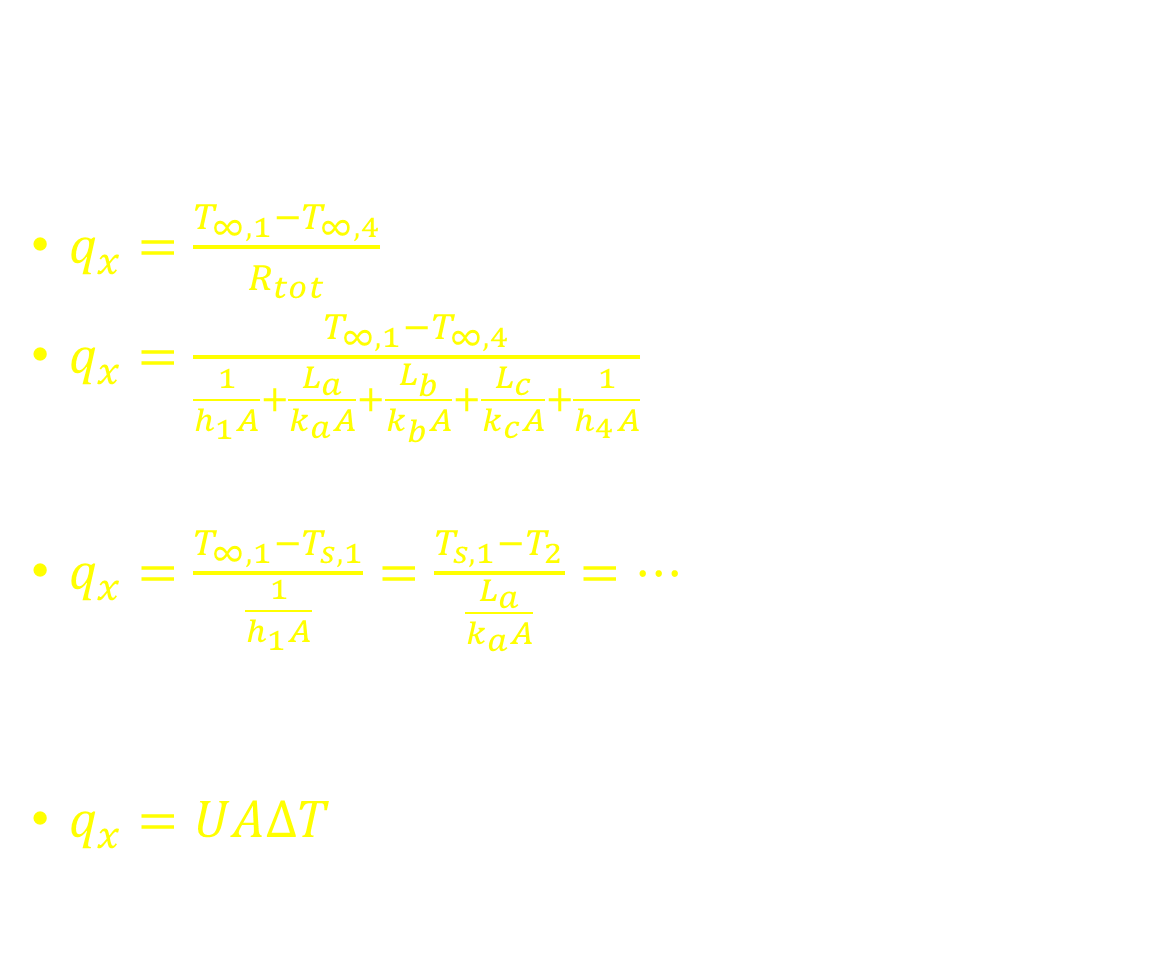 • q_x = (T_∞,1 − T_∞,4) / R_tot
• q_x = (T_∞,1 − T_∞,4) / (1/(h_1 A) + L_a/(k_a A) + L_b/(k_b A) + L_c/(k_c A) + 1/(h_4 A))
• q_x = (T_∞,1 − T_s,1) / (1/(h_1 A)) = (T_s,1 − T_2) / (L_a/(k_a A)) = ⋯
• q_x = UAΔT